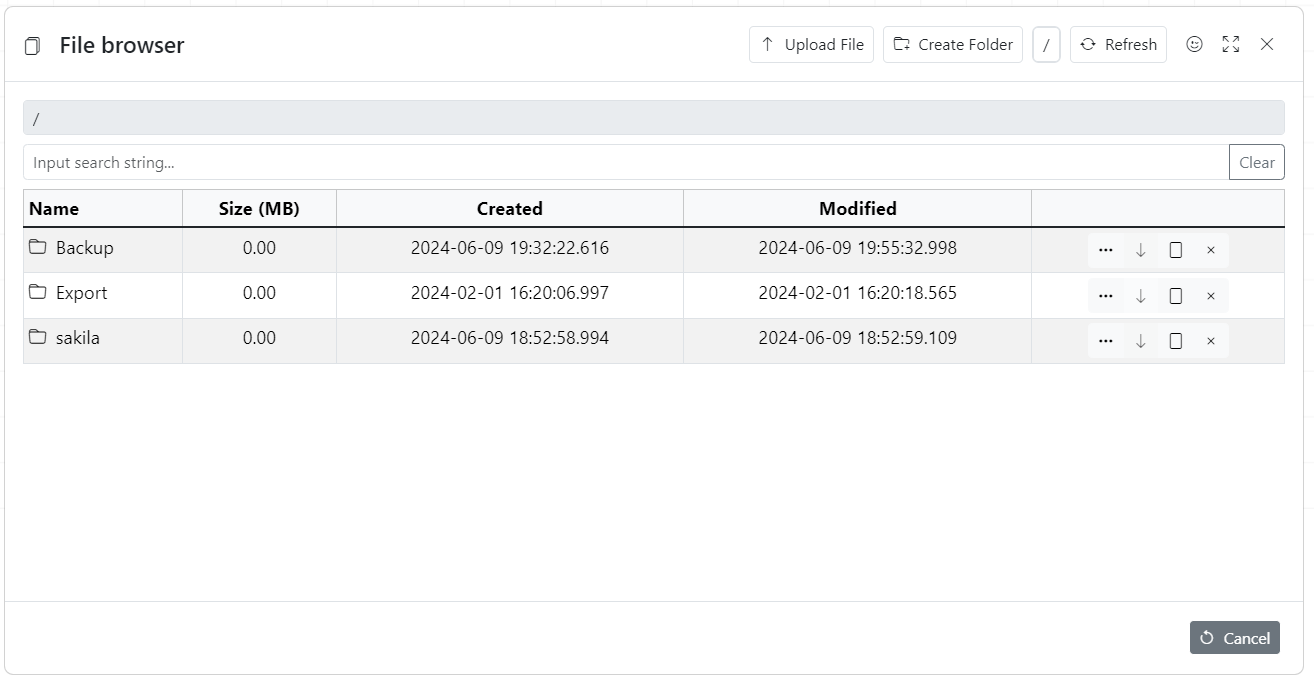 File browser
Upload File
Create Folder
/
Refresh
/
Input search string...
Clear
Name Size (MB) Created Modified
Backup 0.00 2024-06-09 19:32:22.616 2024-06-09 19:55:32.998
Export 0.00 2024-02-01 16:20:06.997 2024-02-01 16:20:18.565
sakila 0.00 2024-06-09 18:52:58.994 2024-06-09 18:52:59.109
Cancel